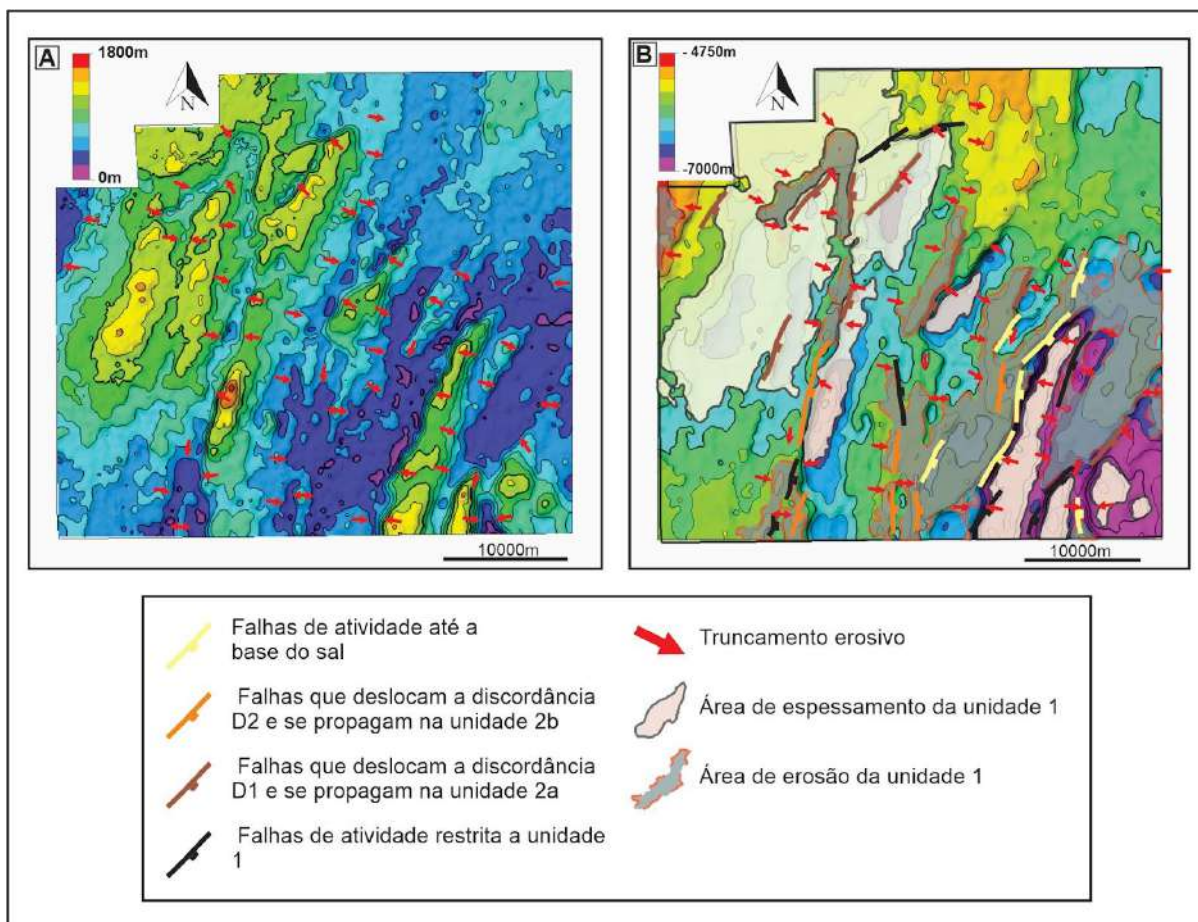 A
1800m
0m
N
10000m
B
- 4750m
-7000m
N
10000m
Falhas de atividade até a
base do sal
Falhas que deslocam a discordância
D2 e se propagam na unidade 2b
Falhas que deslocam a discordância
D1 e se propagam na unidade 2a
Falhas de atividade restrita a unidade
1
Truncamento erosivo
Área de espessamento da unidade 1
Área de erosão da unidade 1